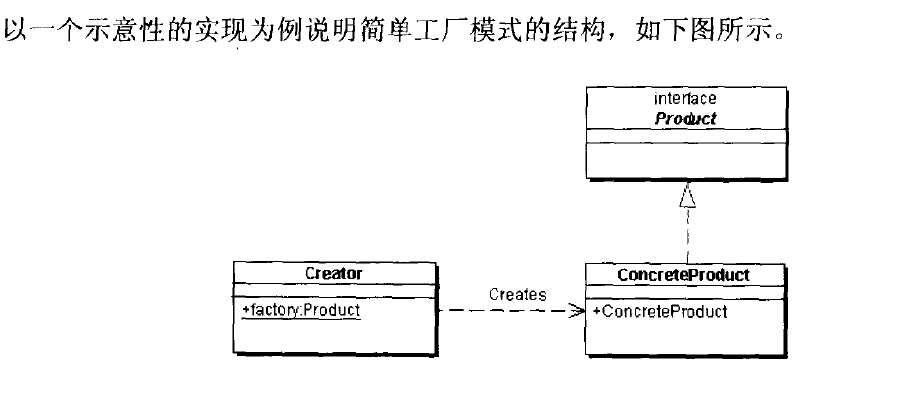 以一个示意性的实现为例说明简单工厂模式的结构，如下图所示。
interface
Product
Creator
+factory:Product
Creates
ConcreteProduct
+ConcreteProduct